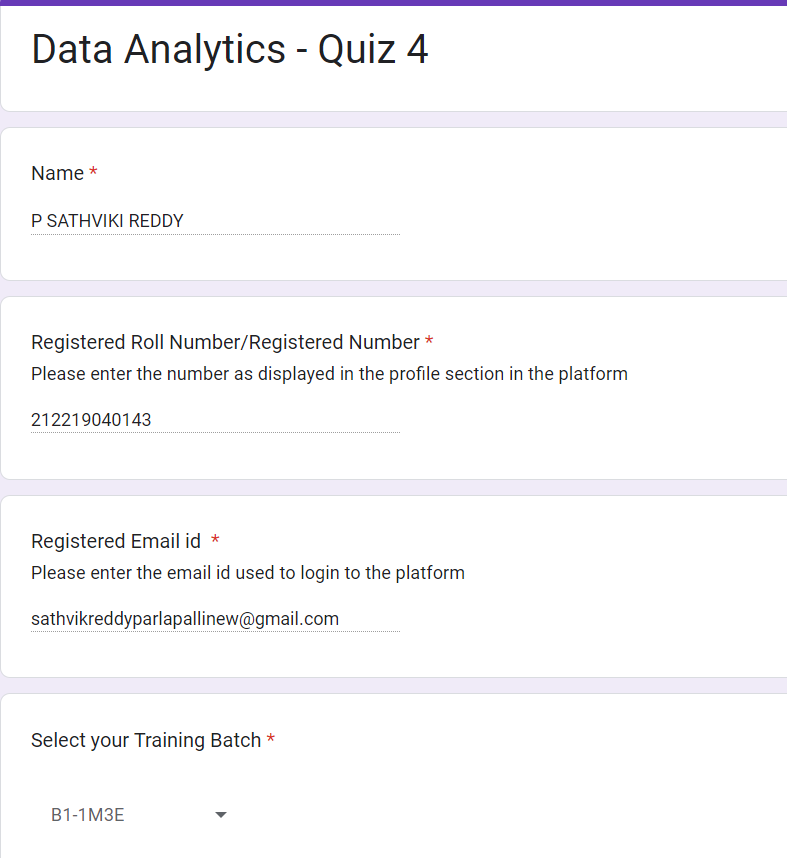 Data Analytics - Quiz 4
Name *
P SATHVIKI REDDY
Registered Roll Number/Registered Number *
Please enter the number as displayed in the profile section in the platform
212219040143
Registered Email id *
Please enter the email id used to login to the platform
sathvikreddyparlapallinew@gmail.com
Select your Training Batch *
B1-1M3E